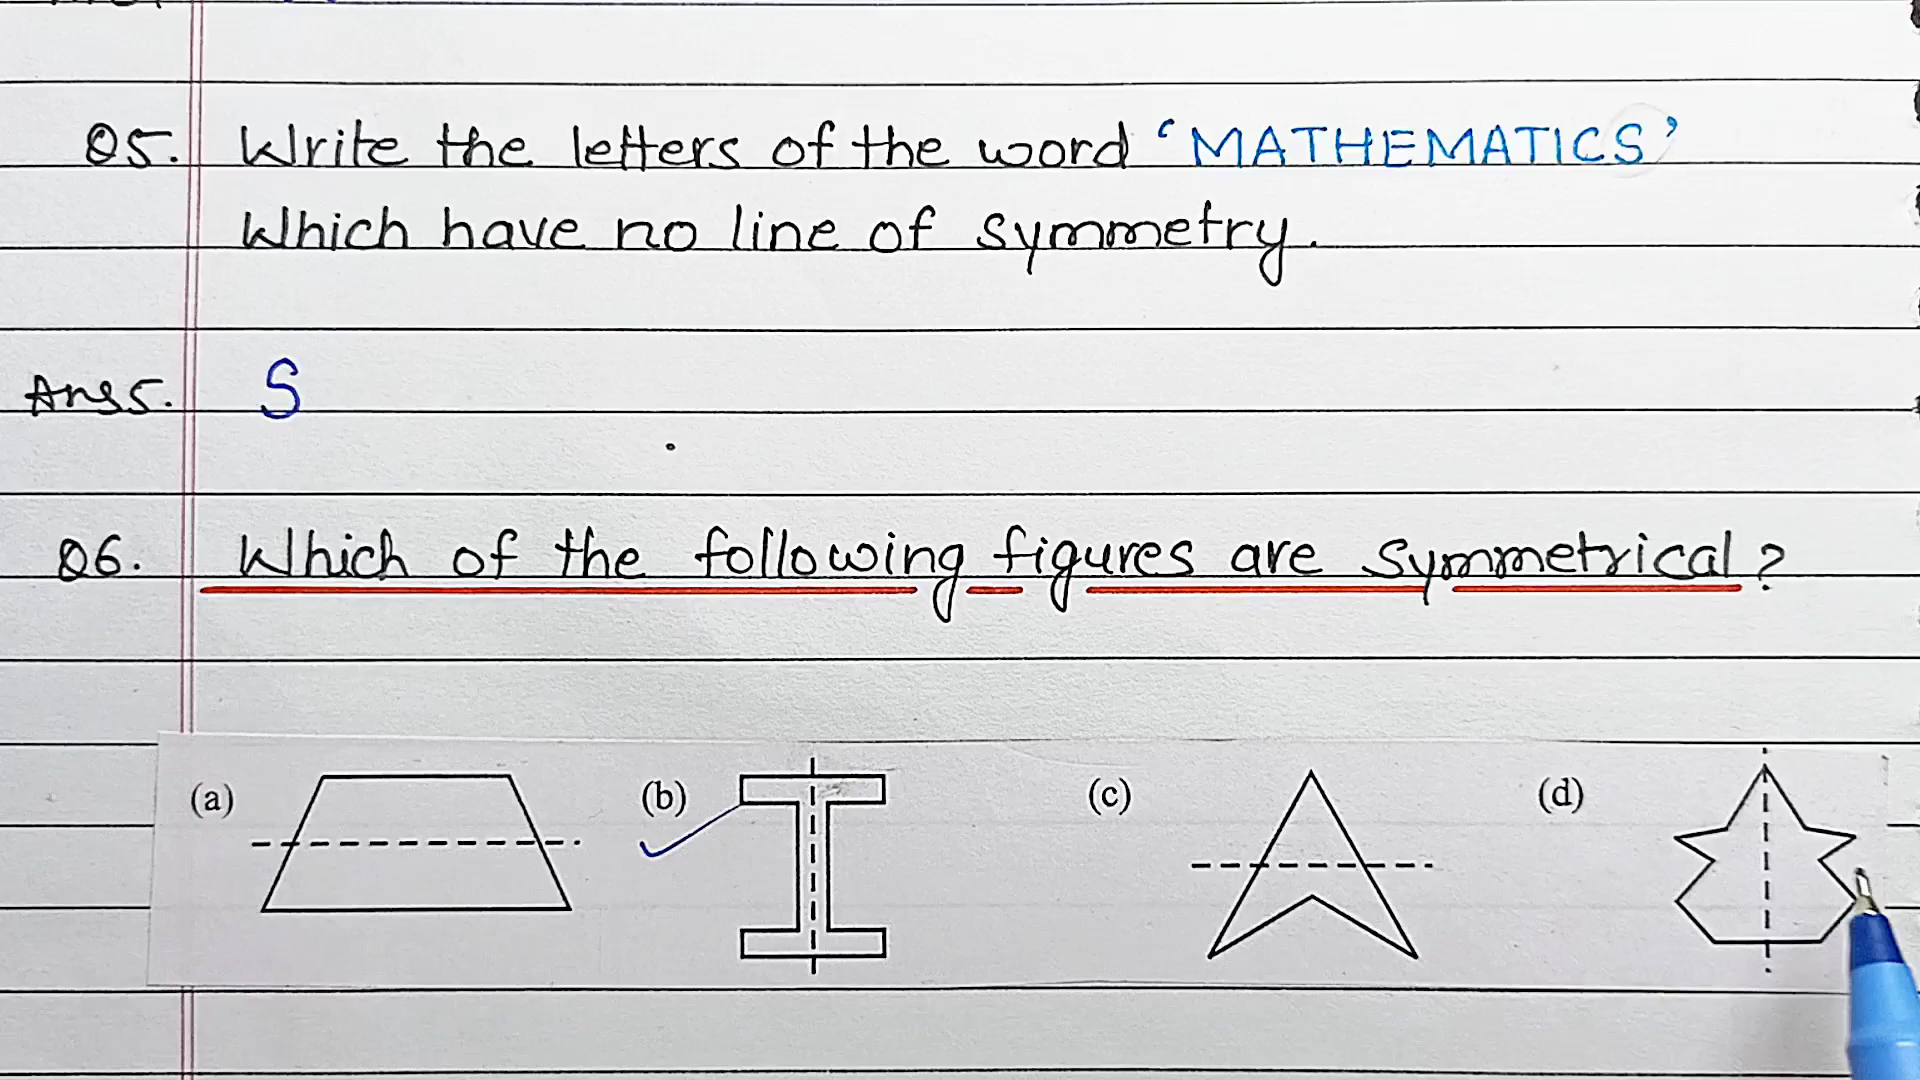 Q5. Write the letters of the word ‘MATHEMATICS’
Which have no line of symmetry.
Ans5. S
Q6. Which of the following figures are symmetrical?
(a) (b) (c) (d)